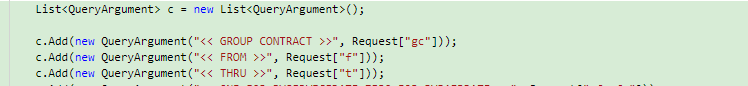 List<QueryArgument> c = new List<QueryArgument>();
c.Add(new QueryArgument("<< GROUP CONTRACT >>", Request["gc"]));
c.Add(new QueryArgument("<< FROM >>", Request["f"]));
c.Add(new QueryArgument("<< THRU >>", Request["t"]));